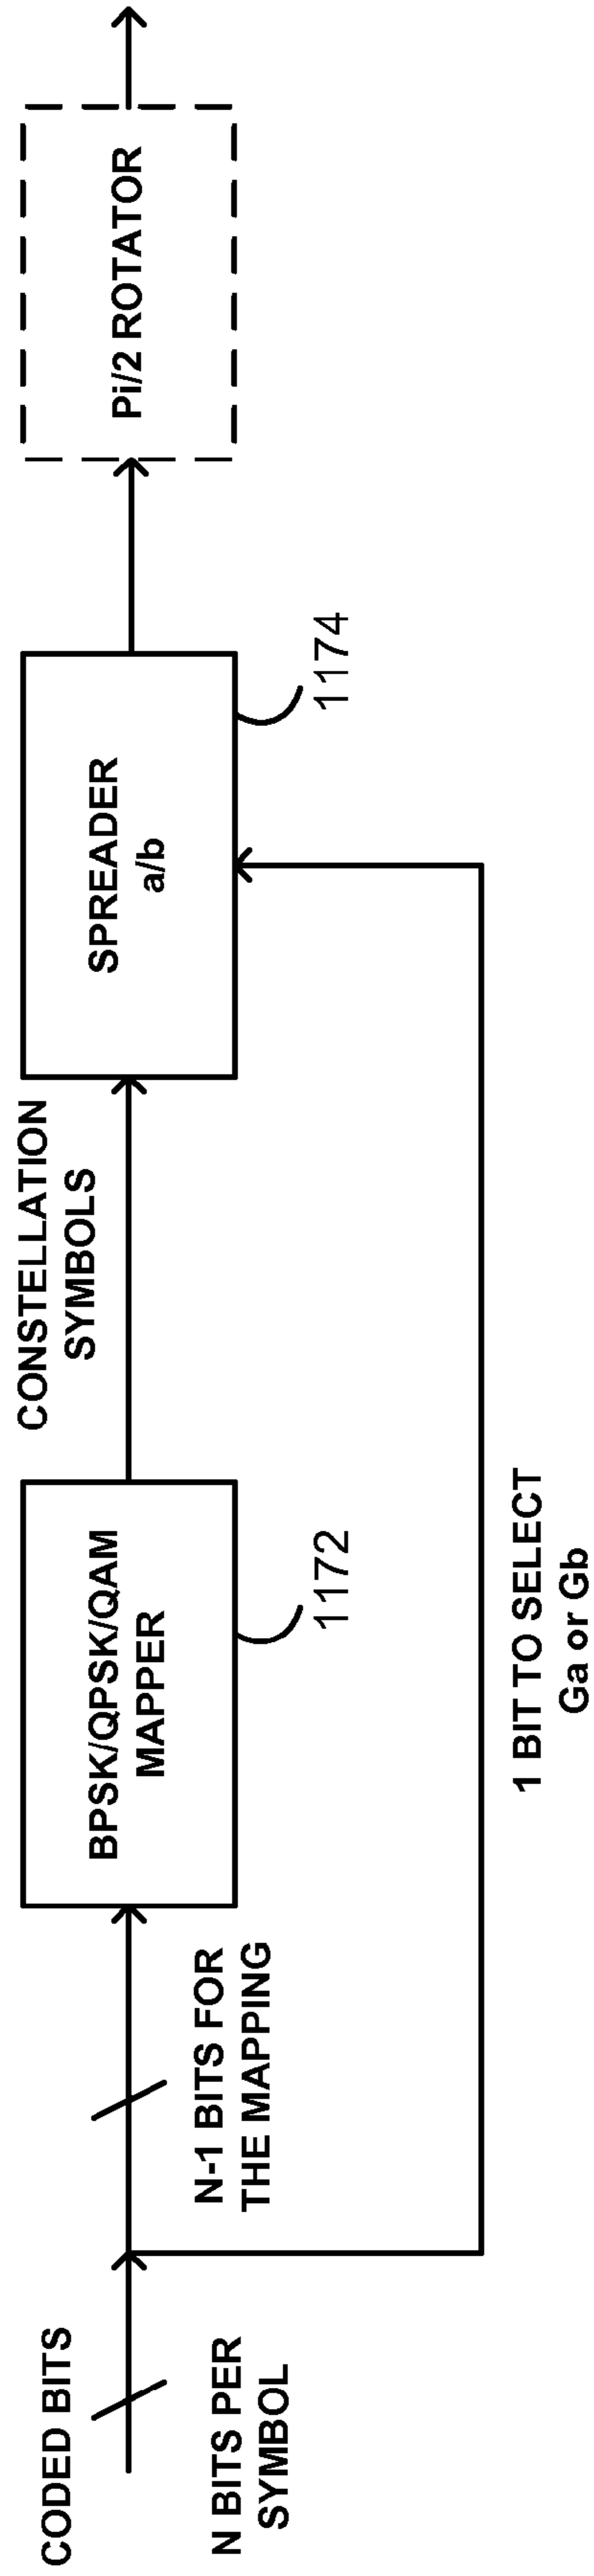 CODED BITS
N BITS PER
SYMBOL
N-1 BITS FOR
THE MAPPING
BPSK/QPSK/QAM
MAPPER
1172
CONSTELLATION
SYMBOLS
SPREADER
a/b
1174
Pi/2 ROTATOR
1 BIT TO SELECT
Ga or Gb